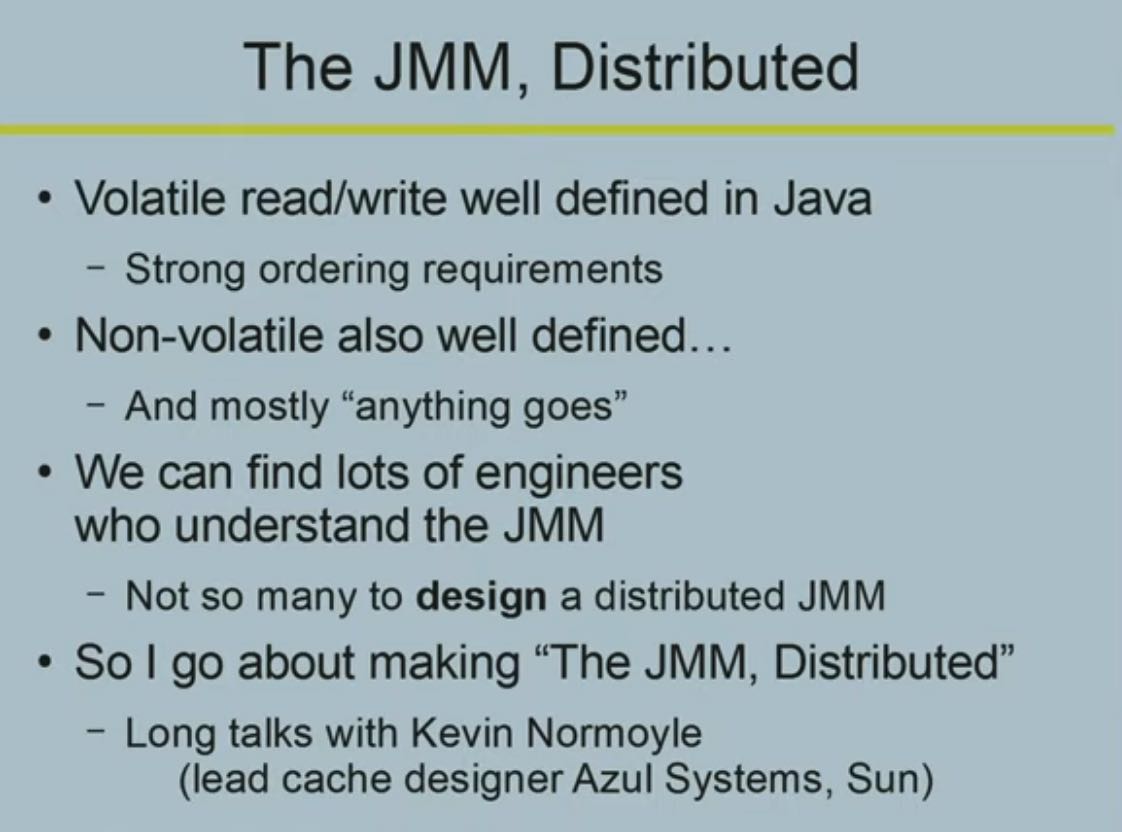 The JMM, Distributed
• Volatile read/write well defined in Java
– Strong ordering requirements
• Non-volatile also well defined…
– And mostly “anything goes”
• We can find lots of engineers
who understand the JMM
– Not so many to design a distributed JMM
• So I go about making “The JMM, Distributed”
– Long talks with Kevin Normoyle
(lead cache designer Azul Systems, Sun)